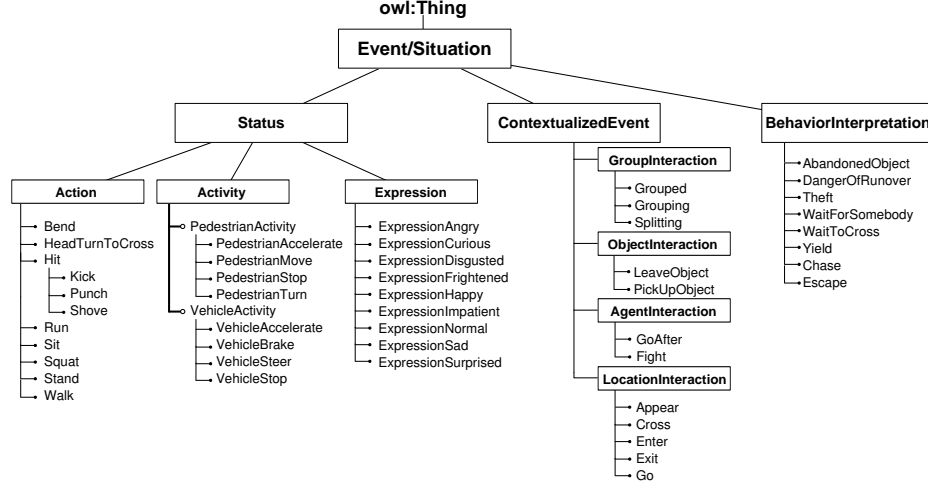 owl:Thing
Event/Situation
Status
ContextualizedEvent
BehaviorInterpretation
Action
Bend
HeadTurnToCross
Hit
Kick
Punch
Shove
Run
Sit
Squat
Stand
Walk
Activity
PedestrianActivity
PedestrianAccelerate
PedestrianMove
PedestrianStop
PedestrianTurn
VehicleActivity
VehicleAccelerate
VehicleBrake
VehicleSteer
VehicleStop
Expression
ExpressionAngry
ExpressionCurious
ExpressionDisgusted
ExpressionFrightened
ExpressionHappy
ExpressionImpatient
ExpressionNormal
ExpressionSad
ExpressionSurprised
GroupInteraction
Grouped
Grouping
Splitting
ObjectInteraction
LeaveObject
PickUpObject
AgentInteraction
GoAfter
Fight
LocationInteraction
Appear
Cross
Enter
Exit
Go
AbandonedObject
DangerOfRunover
Theft
WaitForSomebody
WaitToCross
Yield
Chase
Escape